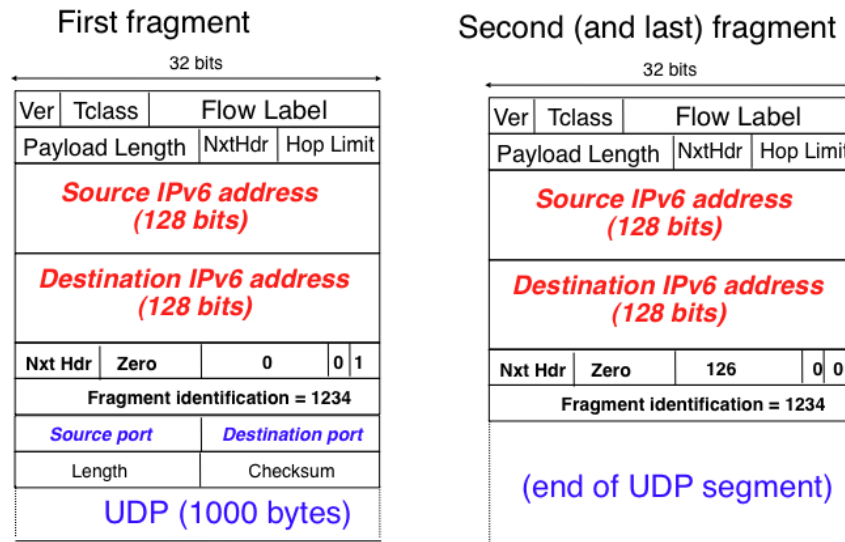 First fragment
32 bits
Ver Tclass Flow Label
Payload Length NxtHdr Hop Limit
Source IPv6 address
(128 bits)
Destination IPv6 address
(128 bits)
Nxt Hdr Zero 0 0 1
Fragment identification = 1234
Source port Destination port
Length Checksum
UDP (1000 bytes)
Second (and last) fragment
32 bits
Ver Tclass Flow Label
Payload Length NxtHdr Hop Limit
Source IPv6 address
(128 bits)
Destination IPv6 address
(128 bits)
Nxt Hdr Zero 126 0 0
Fragment identification = 1234
(end of UDP segment)